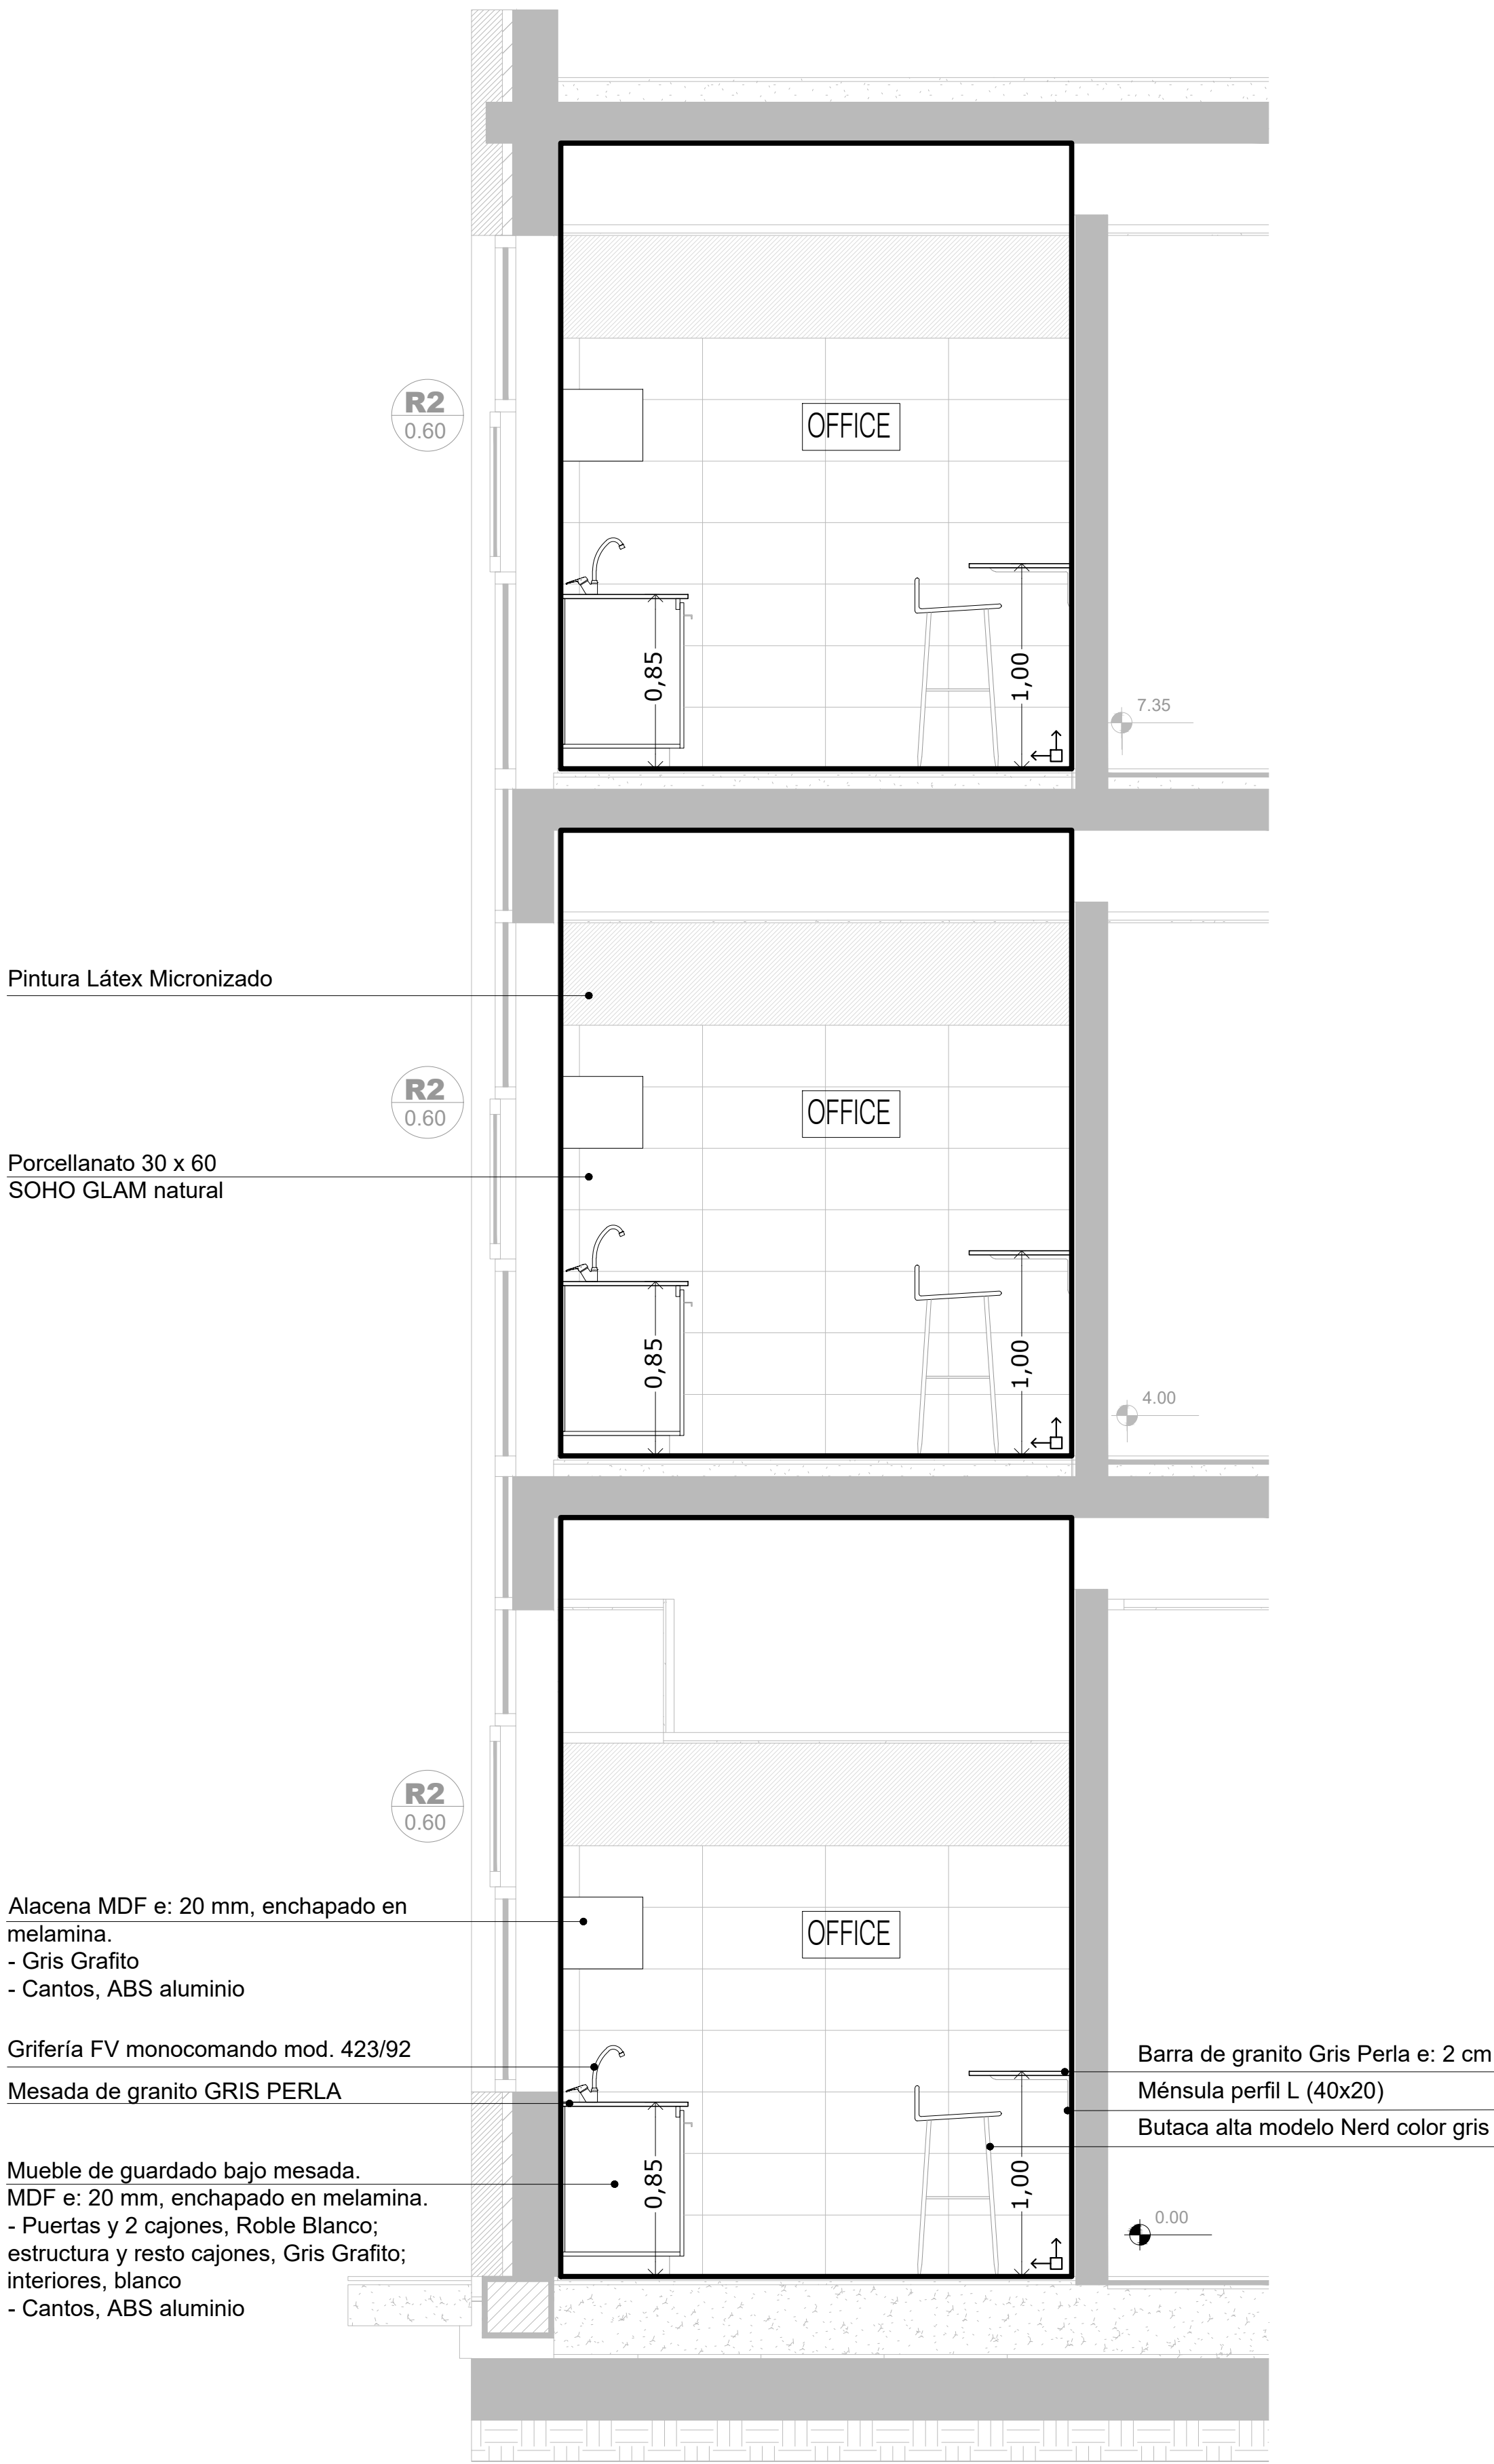 R2
0.60
OFFICE
0,85
1,00
7.35
Pintura Látex Micronizado
R2
0.60
OFFICE
Porcellanato 30 x 60
SOHO GLAM natural
0,85
1,00
4.00
R2
0.60
Alacena MDF e: 20 mm, enchapado en
melamina.
- Gris Grafito
- Cantos, ABS aluminio
OFFICE
Grifería FV monocomando mod. 423/92
Mesada de granito GRIS PERLA
Barra de granito Gris Perla e: 2 cm
Ménsula perfil L (40x20)
Butaca alta modelo Nerd color gris
Mueble de guardado bajo mesada.
MDF e: 20 mm, enchapado en melamina.
- Puertas y 2 cajones, Roble Blanco;
estructura y resto cajones, Gris Grafito;
interiores, blanco
- Cantos, ABS aluminio
0,85
1,00
0.00